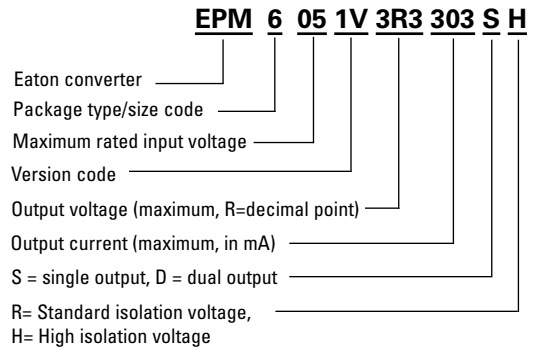 EPM 6 05 1V 3R3 303 S H
Eaton converter
Package type/size code
Maximum rated input voltage
Version code
Output voltage (maximum, R=decimal point)
Output current (maximum, in mA)
S = single output, D = dual output
R= Standard isolation voltage,
H= High isolation voltage